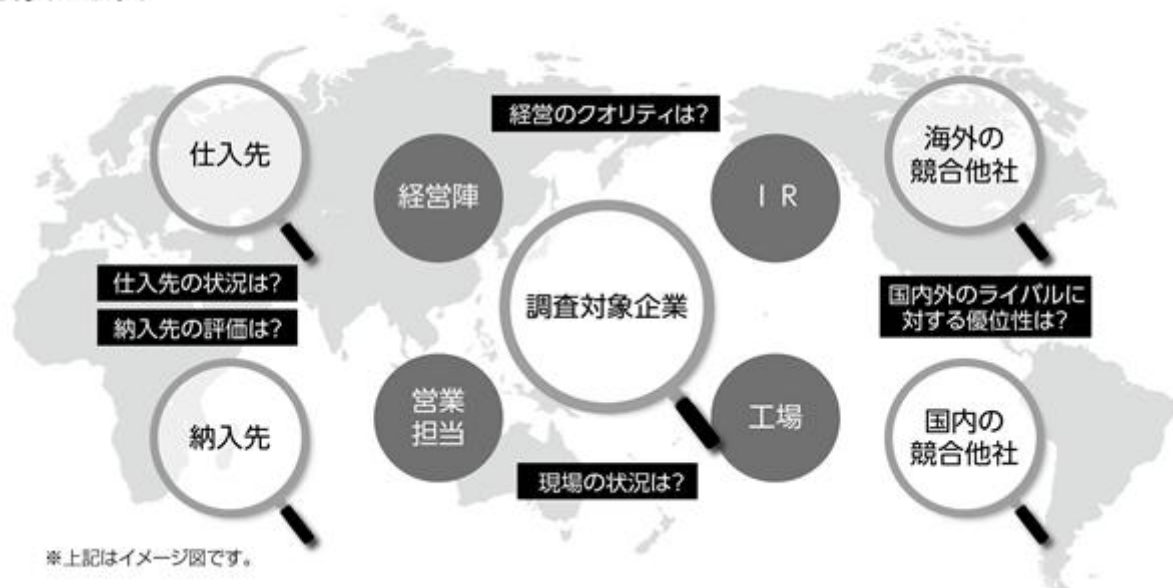 経営のクオリティは?
仕入先
経営陣
IR
海外の
競合他社
仕入先の状況は?
納入先の評価は?
調査対象企業
国内外のライバルに
対する優位性は?
納入先
営業
担当
工場
国内の
競合他社
現場の状況は?
※上記はイメージ図です。